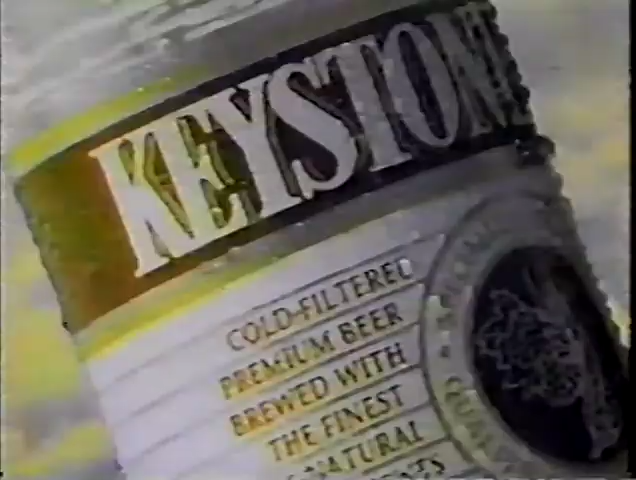 KEYSTONE
COLD-FILTERED
PREMIUM BEER
BREWED WITH
THE FINEST
NATURAL